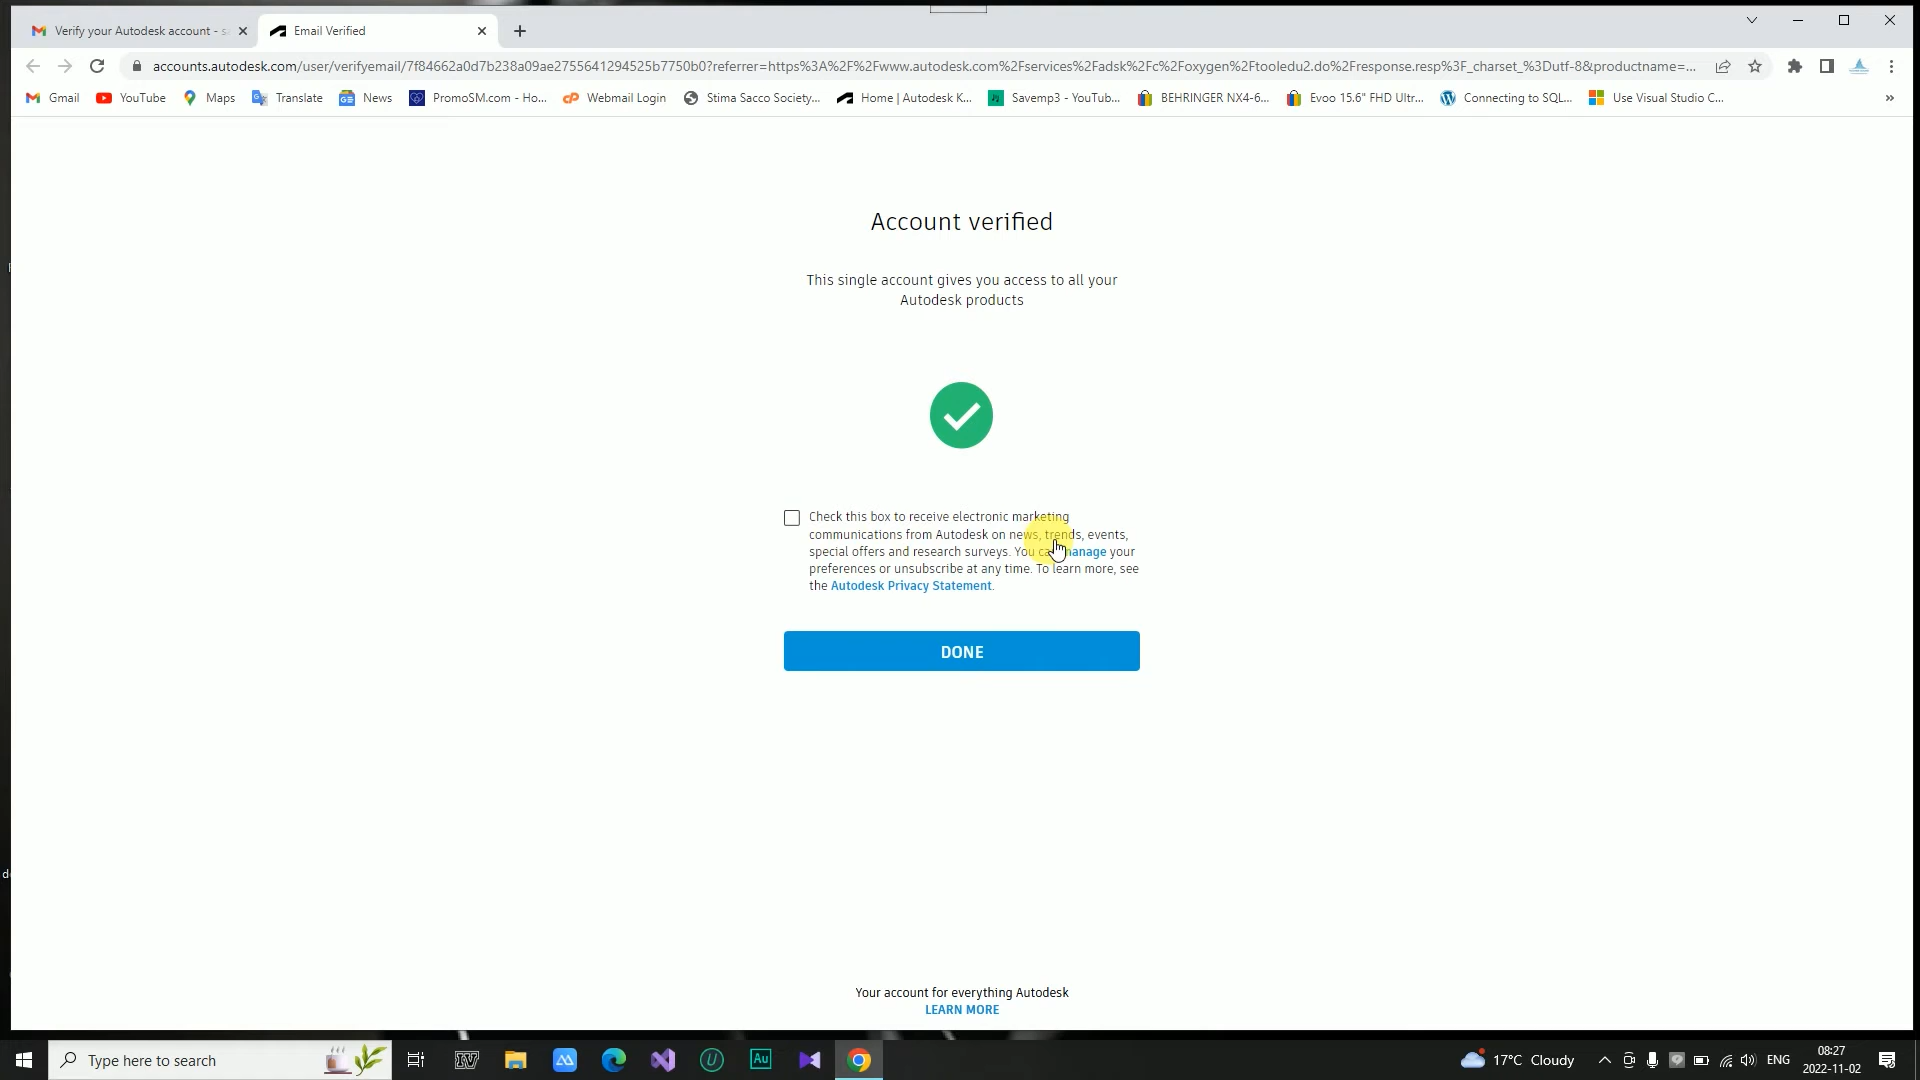 Verify your Autodesk account - s
Email Verified
accounts.autodesk.com/user/verifyemail/7f84662a0d7b238a09ae2755641294525b7750b0?referrer=https%3A%2F%2Fwww.autodesk.com%2Fservices%2Fadsk%2Fc%2Foxygen%2Ftooledu2.do%2Fresponse.resp%3F_charset_%3Dutf-8&productname=...
Gmail
YouTube
Maps
Translate
News
PromoSM.com - Ho...
Webmail Login
Stima Sacco Society...
Home | Autodesk K...
Savemp3 - YouTub...
BEHRINGER NX4-6...
Evoo 15.6" FHD Ultr...
Connecting to SQL...
Use Visual Studio C...
Account verified
This single account gives you access to all your
Autodesk products
Check this box to receive electronic marketing
communications from Autodesk on news, trends, events,
special offers and research surveys. You can manage your
preferences or unsubscribe at any time. To learn more, see
the Autodesk Privacy Statement.
DONE
Your account for everything Autodesk
LEARN MORE
Type here to search
Au
17°C Cloudy
ENG
08:27
2022-11-02